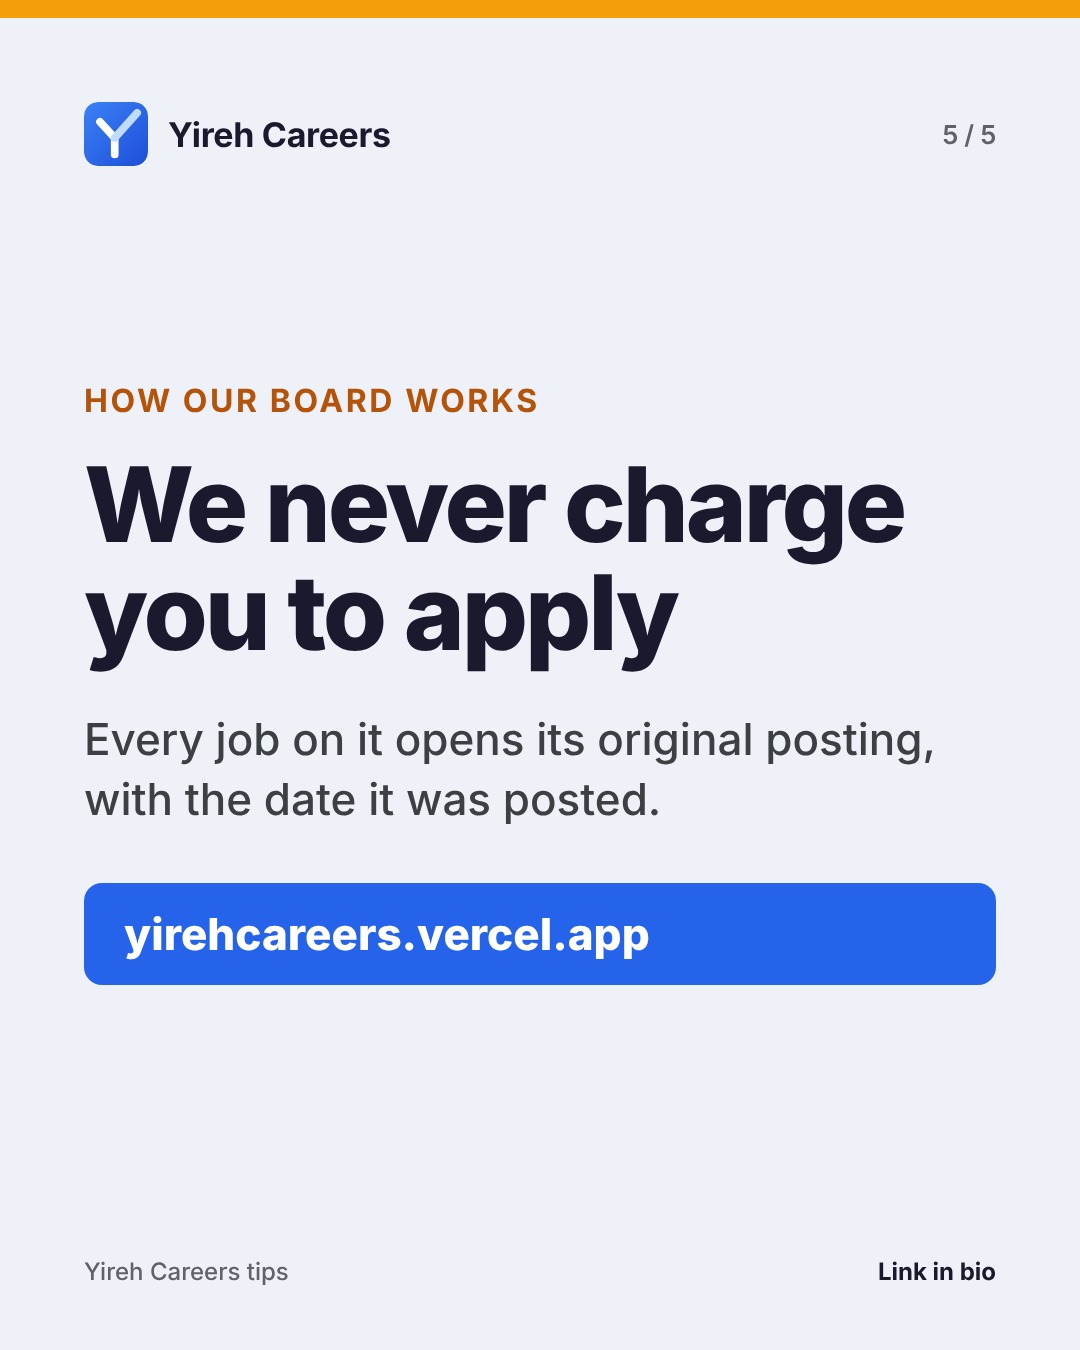 Yireh Careers
5 / 5
HOW OUR BOARD WORKS
We never charge
you to apply
Every job on it opens its original posting,
with the date it was posted.
yirehcareers.vercel.app
Yireh Careers tips
Link in bio